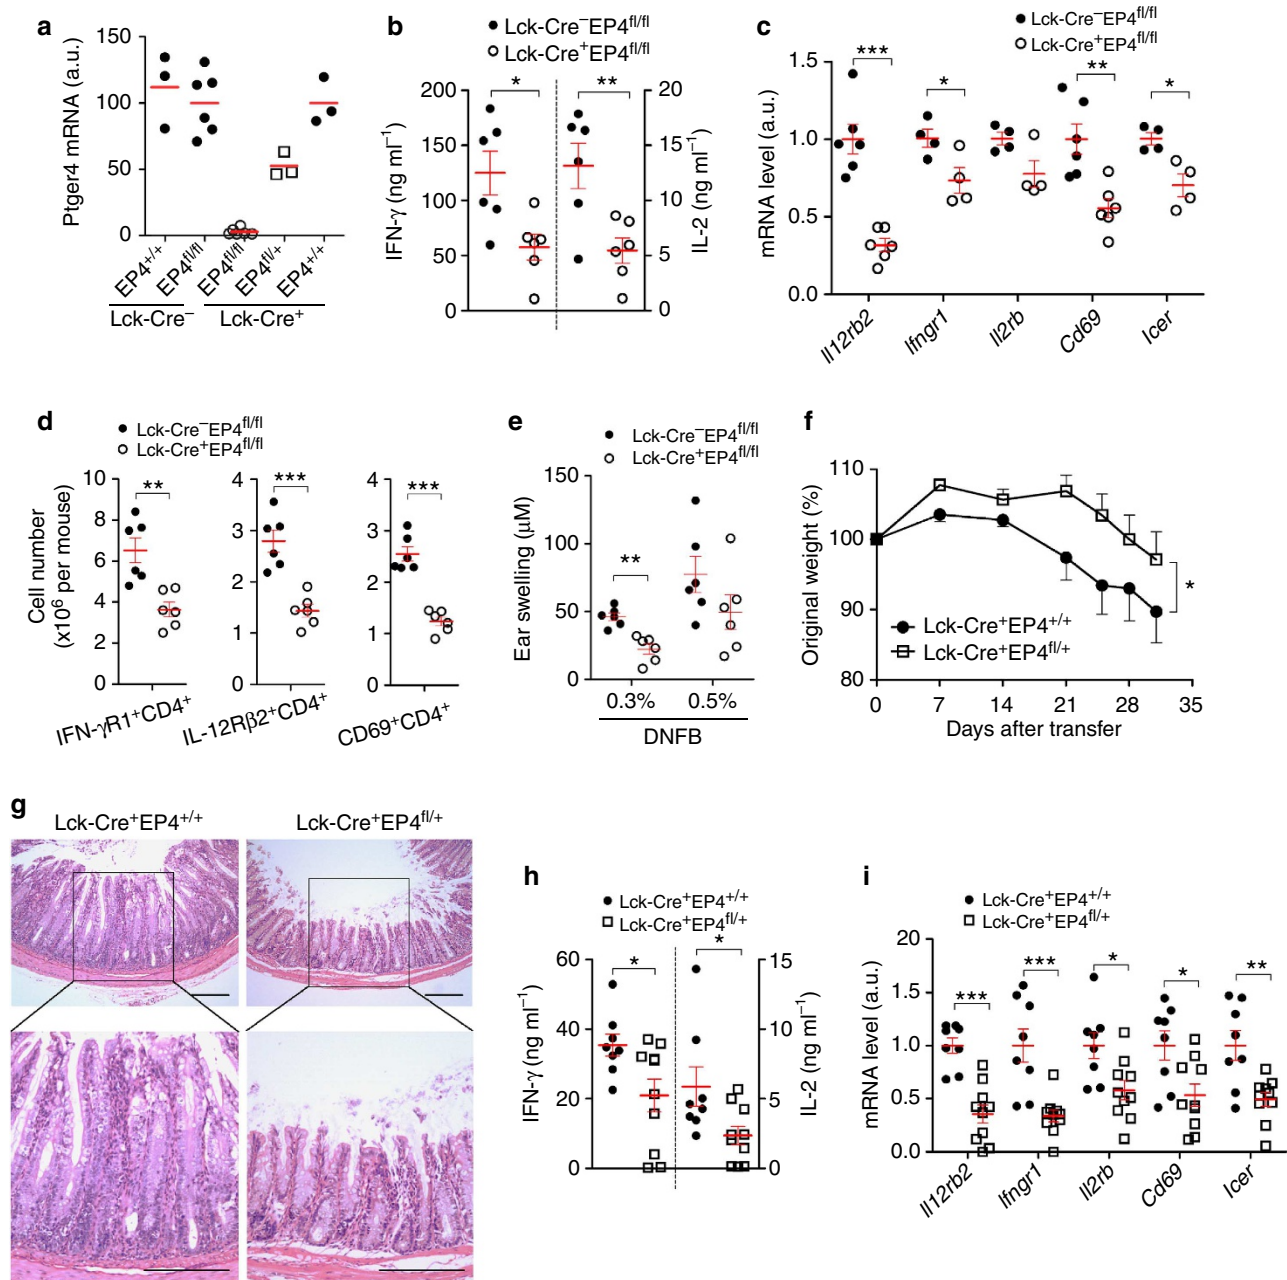 a
Ptger4 mRNA (a.u.)
150
100
50
0
EP4+/+
EP4fl/fl
EP4fl/fl
EP4fl/+
EP4+/+
Lck-Cre–
Lck-Cre+
b
Lck-Cre–EP4fl/fl
Lck-Cre+EP4fl/fl
*
**
IFN-γ (ng ml–1)
200
150
100
50
0
20
15
10
5
0
IL-2 (ng ml–1)
c
Lck-Cre–EP4fl/fl
Lck-Cre+EP4fl/fl
***
*
**
*
mRNA level (a.u.)
1.5
1.0
0.5
0.0
Il12rb2
Ifngr1
Il2rb
Cd69
Icer
d
Lck-Cre–EP4fl/fl
Lck-Cre+EP4fl/fl
Cell number
(x106 per mouse)
10
8
6
4
2
0
**
IFN-γR1+CD4+
4
3
2
1
0
***
IL-12Rβ2+CD4+
4
3
2
1
0
***
CD69+CD4+
e
Lck-Cre–EP4fl/fl
Lck-Cre+EP4fl/fl
Ear swelling (μM)
150
100
50
0
**
0.3%
0.5%
DNFB
f
Original weight (%)
110
100
90
80
*
Lck-Cre+EP4+/+
Lck-Cre+EP4fl/+
0 7 14 21 28 35
Days after transfer
g
Lck-Cre+EP4+/+
Lck-Cre+EP4fl/+
h
Lck-Cre+EP4+/+
Lck-Cre+EP4fl/+
*
*
IFN-γ (ng ml–1)
60
40
20
0
15
10
5
0
IL-2 (ng ml–1)
i
Lck-Cre+EP4+/+
Lck-Cre+EP4fl/+
***
***
*
*
**
mRNA level (a.u.)
20
1.5
1.0
0.5
0.0
Il12rb2
Ifngr1
Il2rb
Cd69
Icer